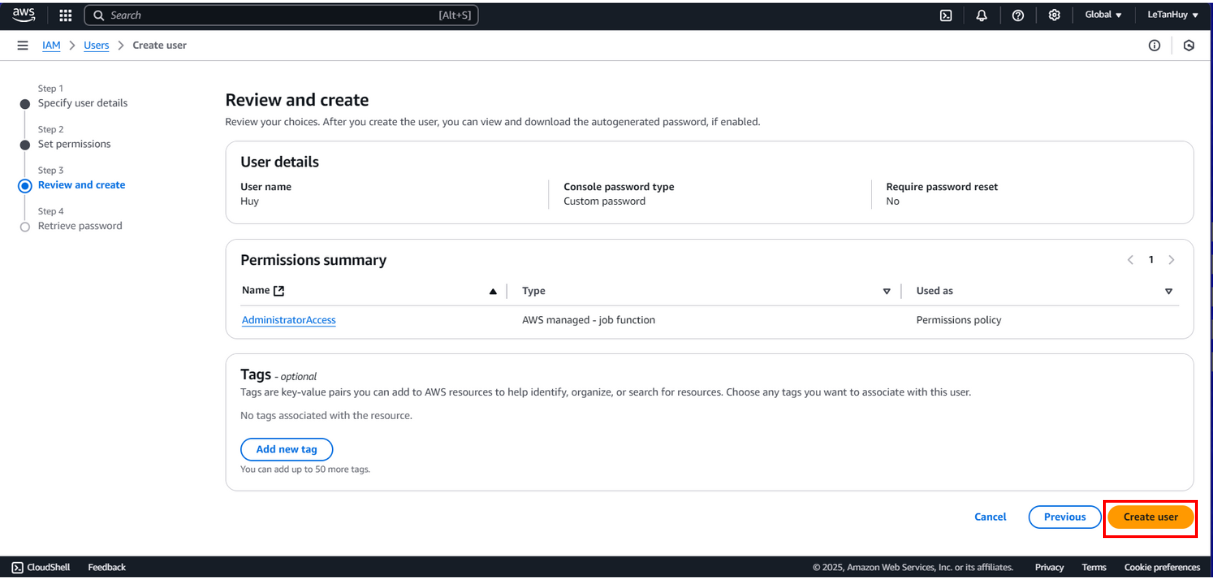 aws
Search [Alt+S] Global LeTanHuy
IAM > Users > Create user
Step 1
Specify user details
Step 2
Set permissions
Step 3
Review and create
Step 4
Retrieve password
Review and create
Review your choices. After you create the user, you can view and download the autogenerated password, if enabled.
User details
User name
Huy
Console password type
Custom password
Require password reset
No
Permissions summary
< 1 >
Name Type Used as
AdministratorAccess AWS managed - job function Permissions policy
Tags - optional
Tags are key-value pairs you can add to AWS resources to help identify, organize, or search for resources. Choose any tags you want to associate with this user.
No tags associated with the resource.
Add new tag
You can add up to 50 more tags.
Cancel Previous Create user
CloudShell Feedback © 2025, Amazon Web Services, Inc. or its affiliates. Privacy Terms Cookie preferences